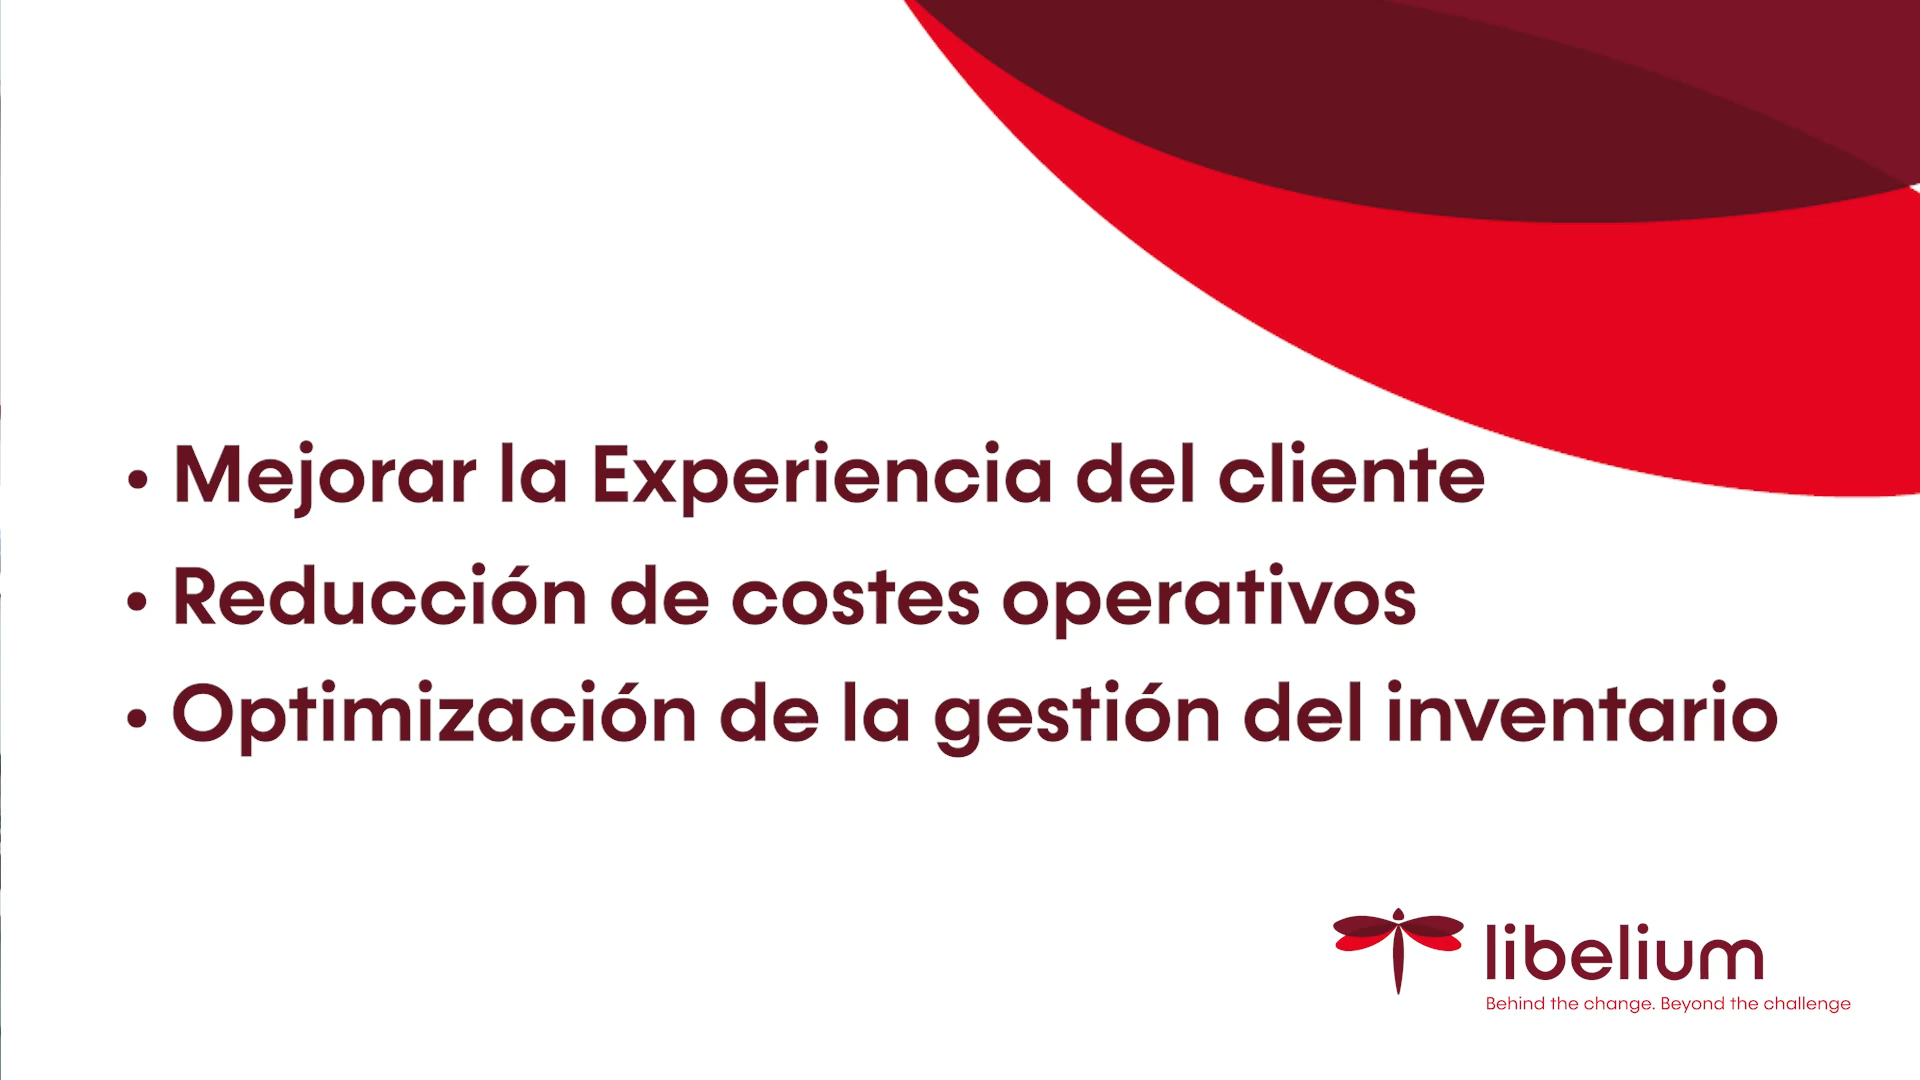 • Mejorar la Experiencia del cliente
• Reducción de costes operativos
• Optimización de la gestión del inventario
libelium
Behind the change. Beyond the challenge